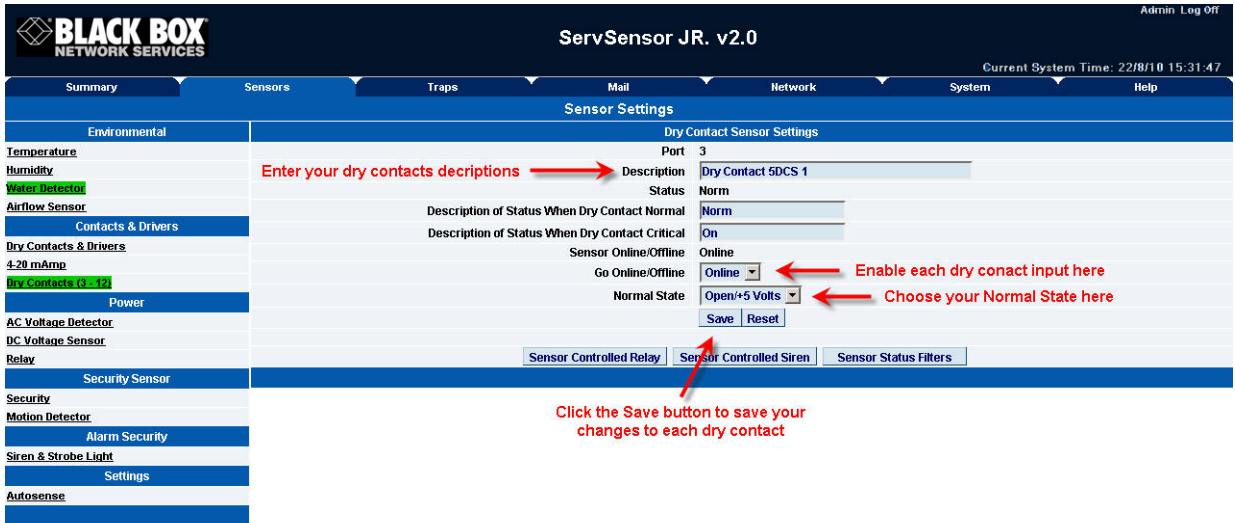 Admin Log Off
BLACK BOX
NETWORK SERVICES
ServSensor JR. v2.0
Current System Time: 22/8/10 15:31:47
Summary Sensors Traps Mail Network System Help
Sensor Settings
Environmental
Temperature
Humidity
Water Detector
Airflow Sensor
Contacts & Drivers
Dry Contacts & Drivers
4-20 mAmp
Dry Contacts (3 - 12)
Power
AC Voltage Detector
DC Voltage Sensor
Relay
Security Sensor
Security
Motion Detector
Alarm Security
Siren & Strobe Light
Settings
Autosense
Dry Contact Sensor Settings
Port 3
Enter your dry contacts decriptions Description Dry Contact 5DCS 1
Status Norm
Description of Status When Dry Contact Normal Norm
Description of Status When Dry Contact Critical On
Sensor Online/Offline Online
Go Online/Offline Online Enable each dry conact input here
Normal State Open/+5 Volts Choose your Normal State here
Save Reset
Sensor Controlled Relay Sensor Controlled Siren Sensor Status Filters
Click the Save button to save your
changes to each dry contact